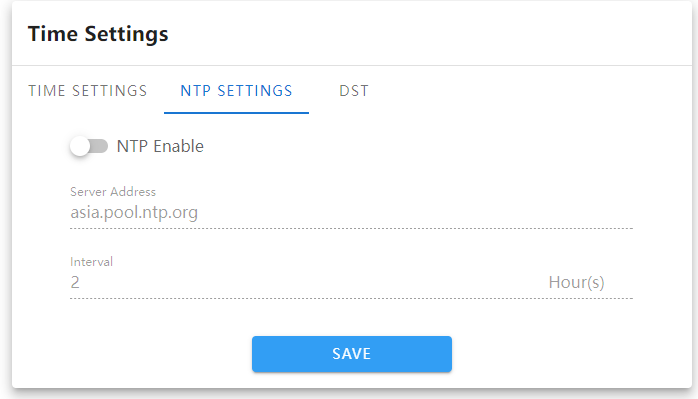 Time Settings
TIME SETTINGS NTP SETTINGS DST
NTP Enable
Server Address
asia.pool.ntp.org
Interval
2 Hour(s)
SAVE